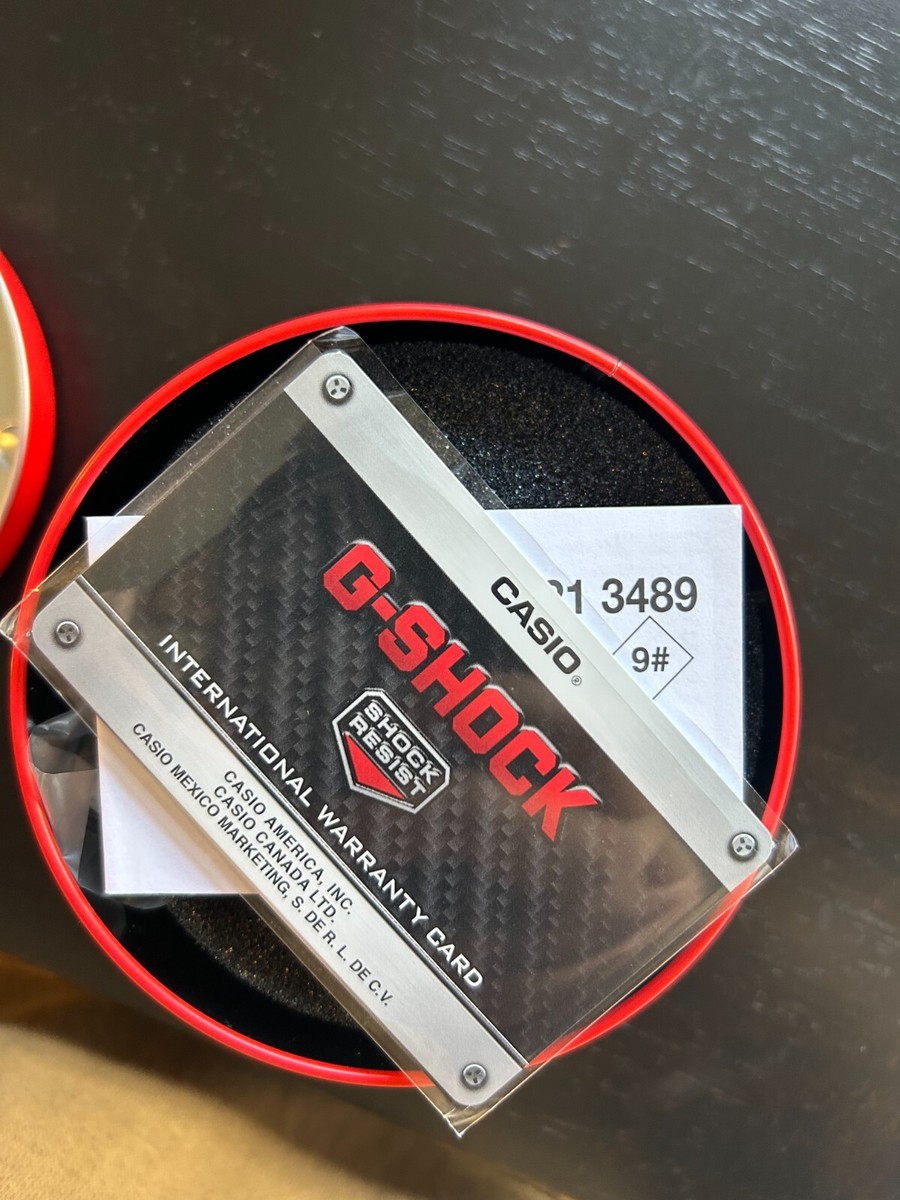 CASIO®
G-SHOCK
SHOCK
RESIST
INTERNATIONAL WARRANTY CARD
CASIO AMERICA, INC.
CASIO CANADA LTD.
CASIO MEXICO MARKETING, S. DE R. L. DE C.V.
3489
9#